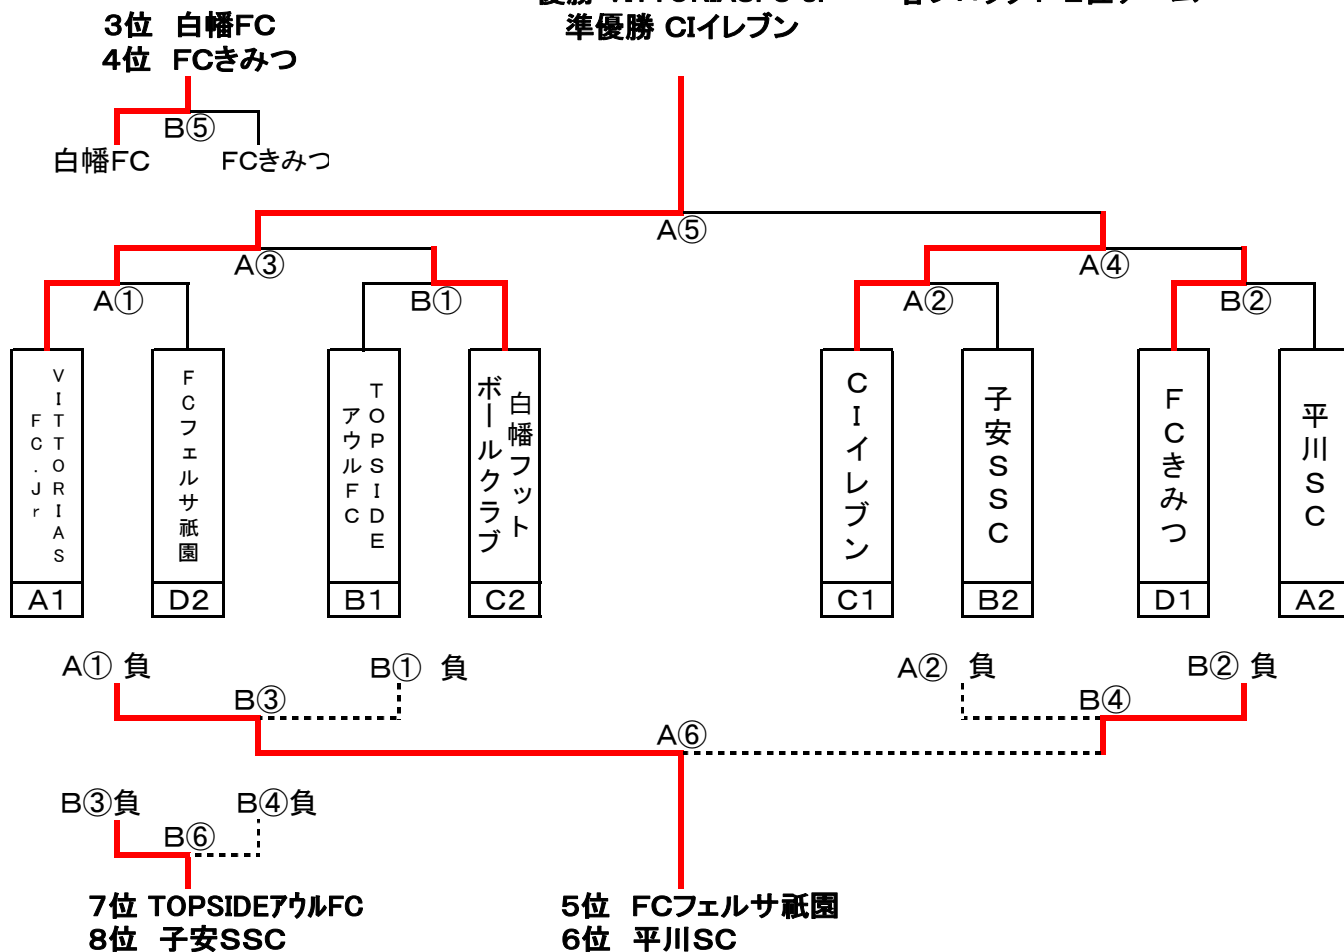 準優勝 CIイレブン
3位 白幡FC
4位 FCきみつ
B⑤
白幡FC FCきみつ
A⑤
A③ A④
A① B① A② B②
VITTORIAS
FC.Jr
FCフェルサ祇園
TOPSIDE
アウルFC
白幡フット
ボールクラブ
CIイレブン
子安SSC
FCきみつ
平川SC
A1 D2 B1 C2 C1 B2 D1 A2
A① 負 B① 負 A② 負 B② 負
B③ B④
A⑥
B③負 B④負
B⑥
7位 TOPSIDEアウルFC
8位 子安SSC
5位 FCフェルサ祇園
6位 平川SC